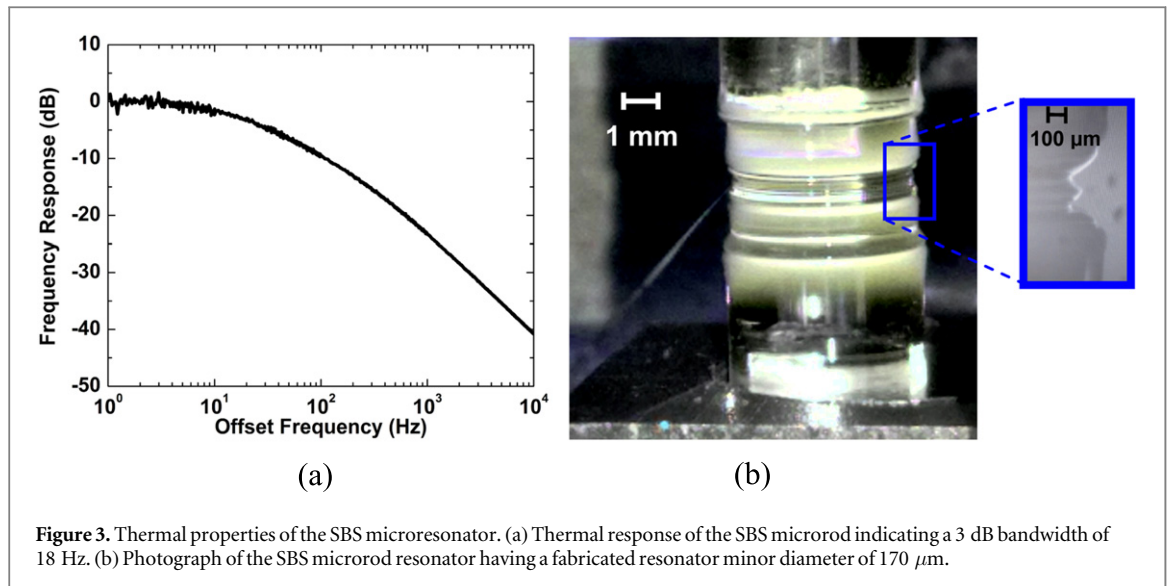 10
0
-10
-20
-30
-40
-50
Frequency Response (dB)
10⁰ 10¹ 10² 10³ 10⁴
Offset Frequency (Hz)
1 mm
100 µm
(a)
(b)
Figure 3. Thermal properties of the SBS microresonator. (a) Thermal response of the SBS microrod indicating a 3 dB bandwidth of
18 Hz. (b) Photograph of the SBS microrod resonator having a fabricated resonator minor diameter of 170 μm.